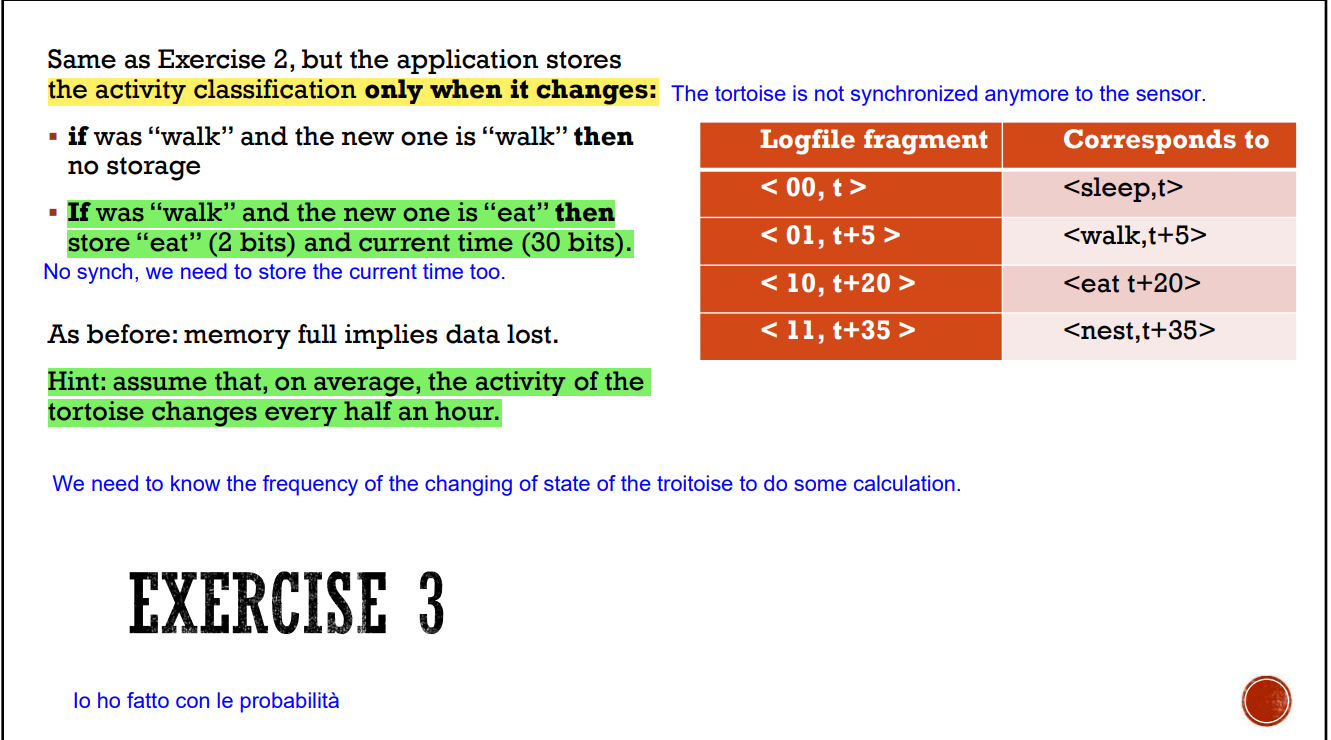 Same as Exercise 2, but the application stores
the activity classification only when it changes:
The tortoise is not synchronized anymore to the sensor.
▪ if was “walk” and the new one is “walk” then
no storage
▪ If was “walk” and the new one is “eat” then
store “eat” (2 bits) and current time (30 bits).
No synch, we need to store the current time too.
As before: memory full implies data lost.
Hint: assume that, on average, the activity of the
tortoise changes every half an hour.
Logfile fragment Corresponds to
< 00, t > <sleep,t>
< 01, t+5 > <walk,t+5>
< 10, t+20 > <eat t+20>
< 11, t+35 > <nest,t+35>
We need to know the frequency of the changing of state of the troitoise to do some calculation.
EXERCISE 3
Io ho fatto con le probabilità